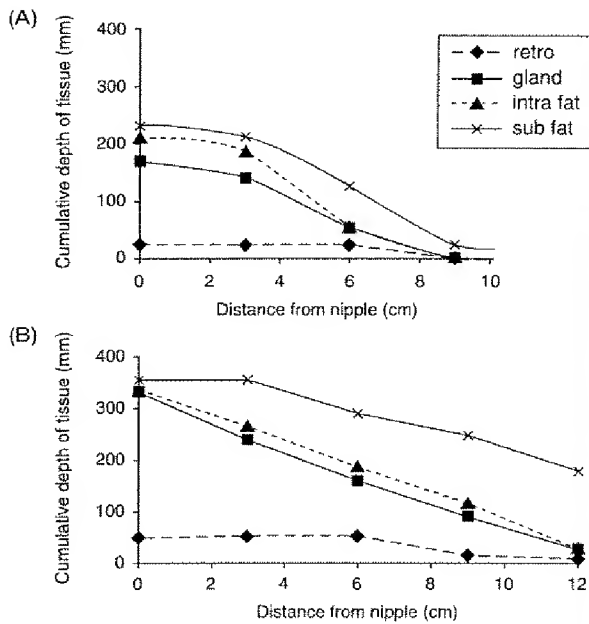 (A)
Cumulative depth of tissue (mm)
400
300
200
100
0
0 2 4 6 8 10
Distance from nipple (cm)
retro
gland
intra fat
sub fat
(B)
Cumulative depth of tissue (mm)
400
300
200
100
0
0 2 4 6 8 10 12
Distance from nipple (cm)